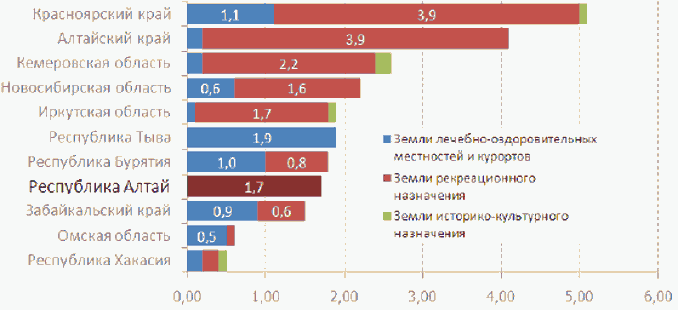 Красноярский край 1,1 3,9
Алтайский край 3,9
Кемеровская область 2,2
Новосибирская область 0,6 1,6
Иркутская область 1,7
Республика Тыва 1,9
Республика Бурятия 1,0 0,8
Республика Алтай 1,7
Забайкальский край 0,9 0,6
Омская область 0,5
Республика Хакасия
Земли лечебно-оздоровительных
местностей и курортов
Земли рекреационного
назначения
Земли историко-культурного
назначения
0,00 1,00 2,00 3,00 4,00 5,00 6,00